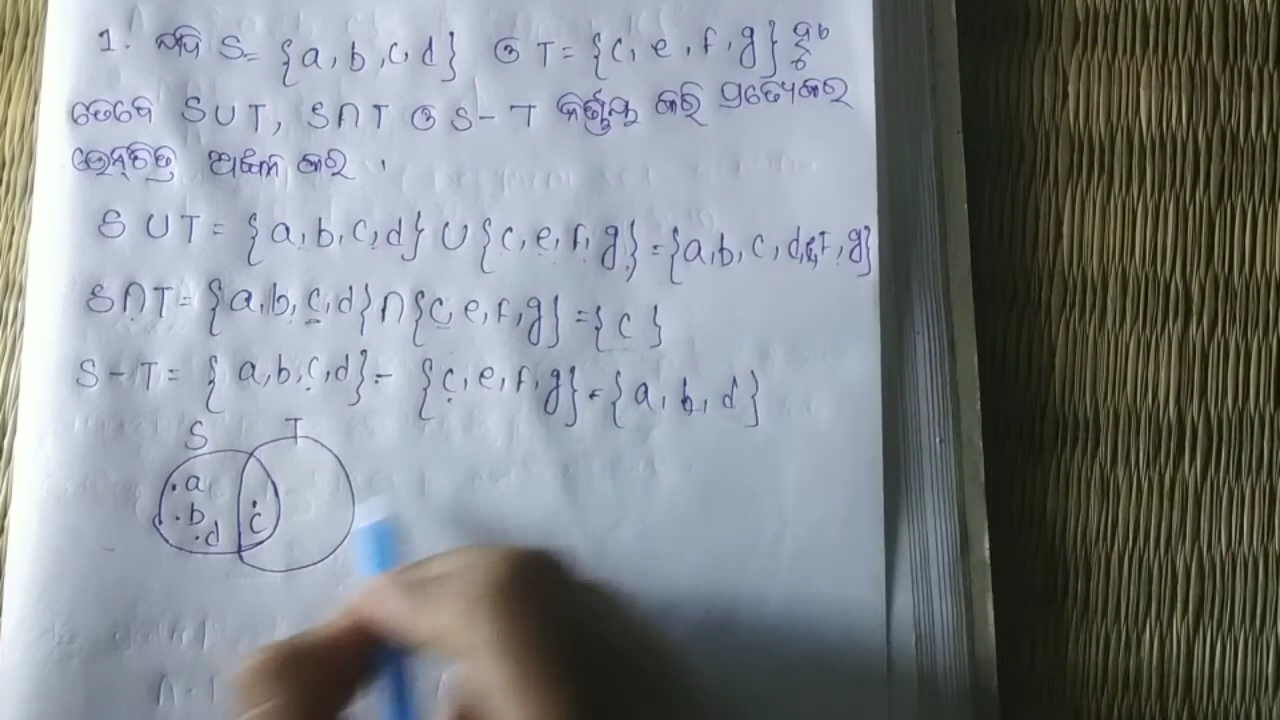 1. ଯଦି S= {a, b, c, d} ଓ T= {c, e, f, g} ହୁଏ
ତେବେ S∪T, S∩T ଓ S-T ନିର୍ଣ୍ଣୟ କରି ପ୍ରତ୍ୟେକର
ଭେନ୍‌ଚିତ୍ର ଅଙ୍କନ କର
S∪T= {a, b, c, d} ∪ {c, e, f, g} = {a, b, c, d, e, f, g}
S∩T= {a, b, c, d} ∩ {c, e, f, g} = {c}
S-T= {a, b, c, d} - {c, e, f, g} = {a, b, d}
S T
.a
.b .c
.d